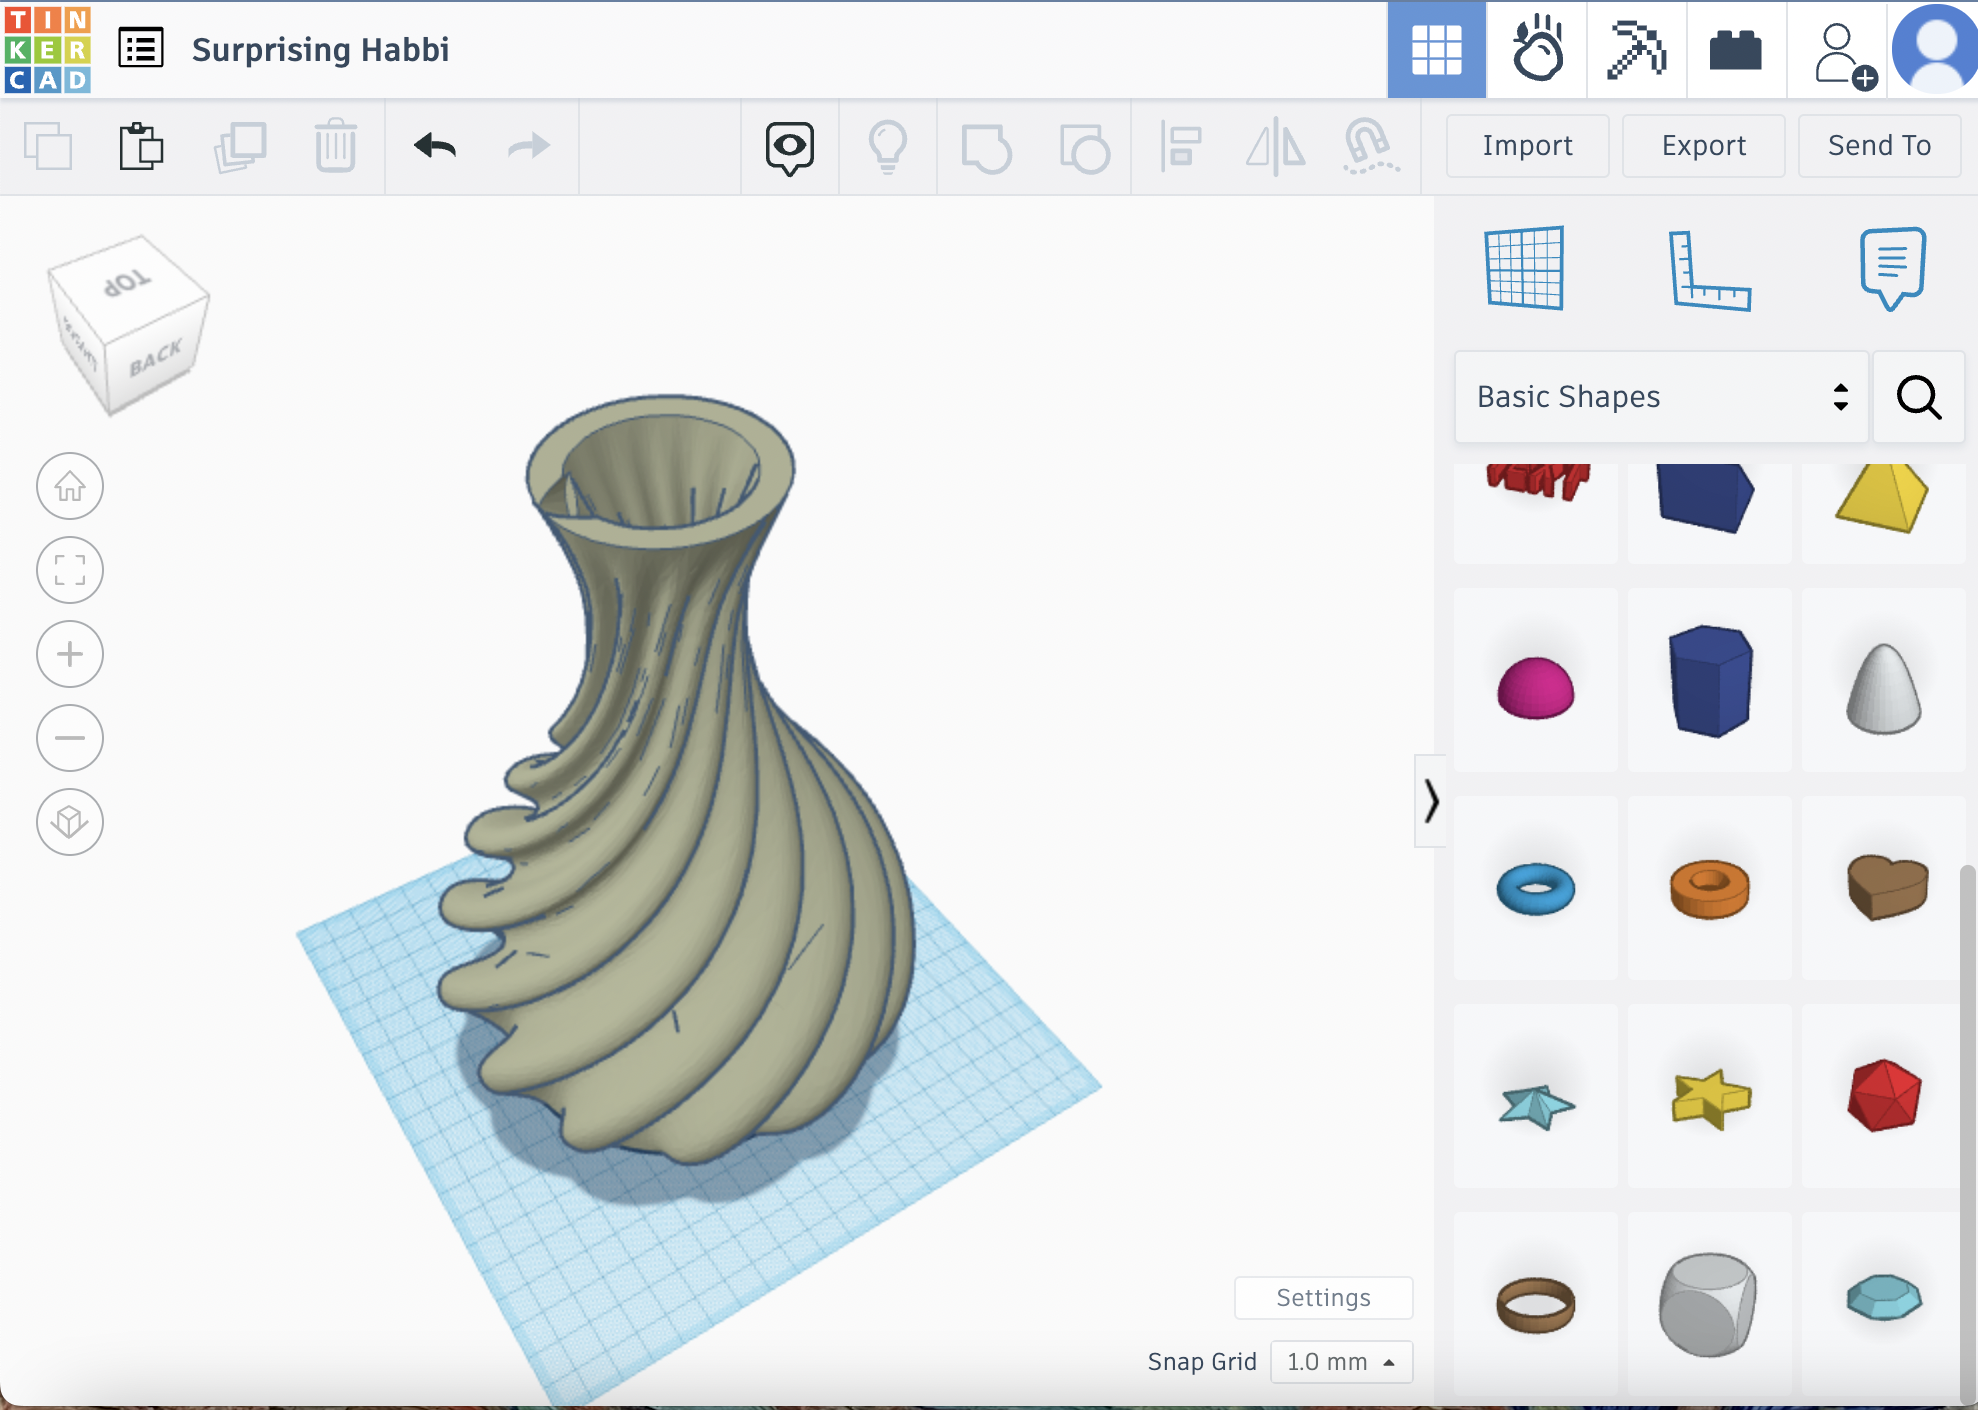 TIN
KER
CAD
Surprising Habbi
Import
Export
Send To
TOP
RIGHT
BACK
Basic Shapes
Settings
Snap Grid
1.0 mm